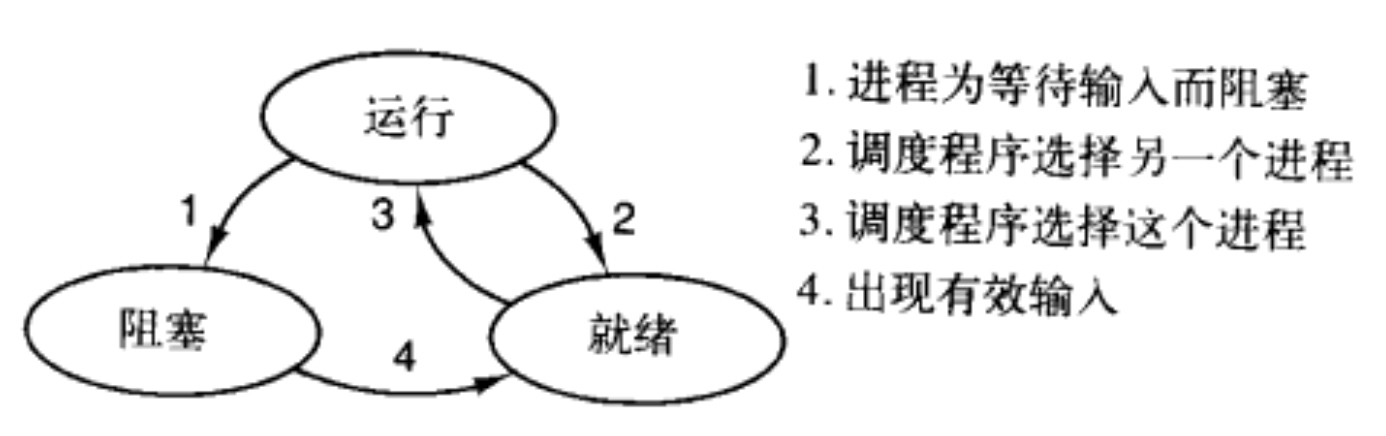 运行
1. 进程为等待输入而阻塞
2. 调度程序选择另一个进程
3. 调度程序选择这个进程
4. 出现有效输入
1
3
2
阻塞
4
就绪